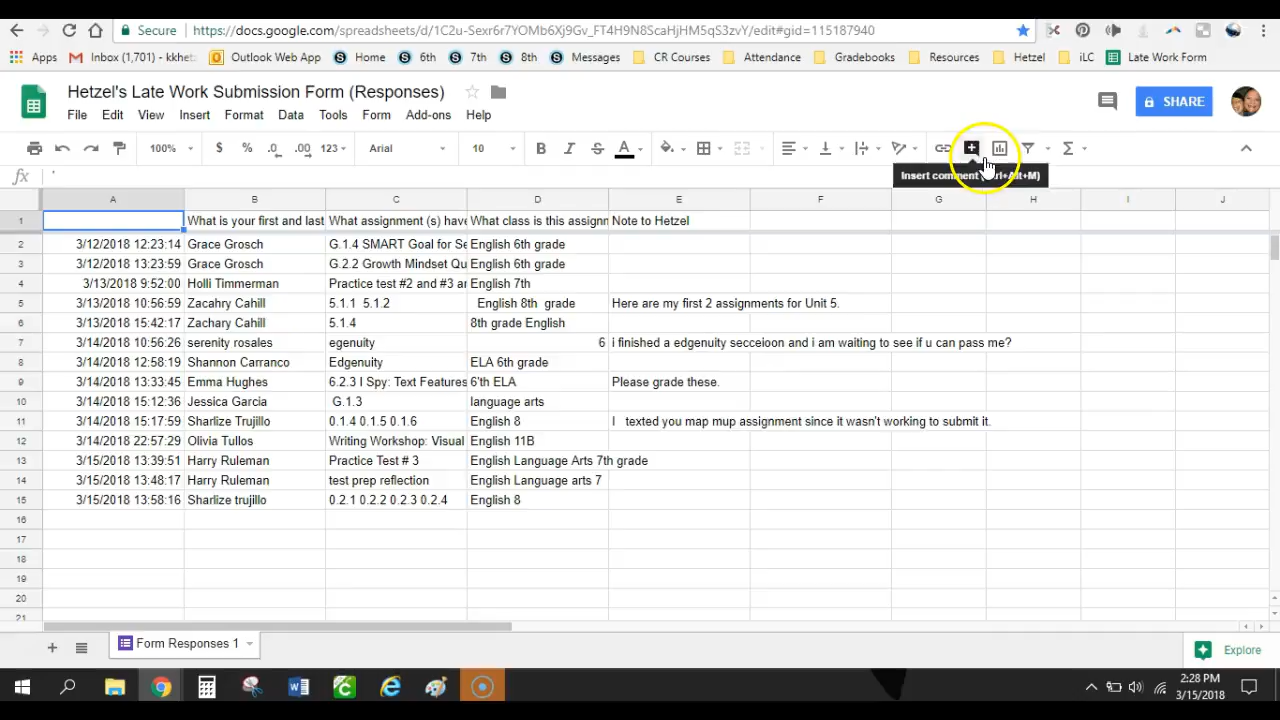 Secure https://docs.google.com/spreadsheets/d/1C2u-Sexr6r7YOMb6Xj9Gv_FT4H9N8ScaHjHM5qS3zvY/edit#gid=115187940
Apps Inbox (1,701) - kkhetz Outlook Web App Home 6th 7th 8th Messages CR Courses Attendance Gradebooks Resources Hetzel iLC Late Work Form
Hetzel's Late Work Submission Form (Responses)
SHARE
File Edit View Insert Format Data Tools Form Add-ons Help
100% $ % .0 .00 123 Arial 10 B I S A Σ
Insert comment (Ctrl+Alt+M)
fx '
A B C D E F G H I J
1 What is your first and last What assignment (s) have What class is this assignm Note to Hetzel
2 3/12/2018 12:23:14 Grace Grosch G.1.4 SMART Goal for Se English 6th grade
3 3/12/2018 13:23:59 Grace Grosch G.2.2 Growth Mindset Qu English 6th grade
4 3/13/2018 9:52:00 Holli Timmerman Practice test #2 and #3 ar English 7th
5 3/13/2018 10:56:59 Zacahry Cahill 5.1.1 5.1.2 English 8th grade Here are my first 2 assignments for Unit 5.
6 3/13/2018 15:42:17 Zachary Cahill 5.1.4 8th grade English
7 3/14/2018 10:56:26 serenity rosales egenuity 6 i finished a edgenuity secceioon and i am waiting to see if u can pass me?
8 3/14/2018 12:58:19 Shannon Carranco Edgenuity ELA 6th grade
9 3/14/2018 13:33:45 Emma Hughes 6.2.3 I Spy: Text Features 6'th ELA Please grade these.
10 3/14/2018 15:12:36 Jessica Garcia G.1.3 language arts
11 3/14/2018 15:17:59 Sharlize Trujillo 0.1.4 0.1.5 0.1.6 English 8 I texted you map mup assignment since it wasn't working to submit it.
12 3/14/2018 22:57:29 Olivia Tullos Writing Workshop: Visual English 11B
13 3/15/2018 13:39:51 Harry Ruleman Practice Test # 3 English Language Arts 7th grade
14 3/15/2018 13:48:17 Harry Ruleman test prep reflection English Language arts 7
15 3/15/2018 13:58:16 Sharlize trujillo 0.2.1 0.2.2 0.2.3 0.2.4 English 8
16
17
18
19
20
21
Form Responses 1
Explore
2:28 PM
3/15/2018